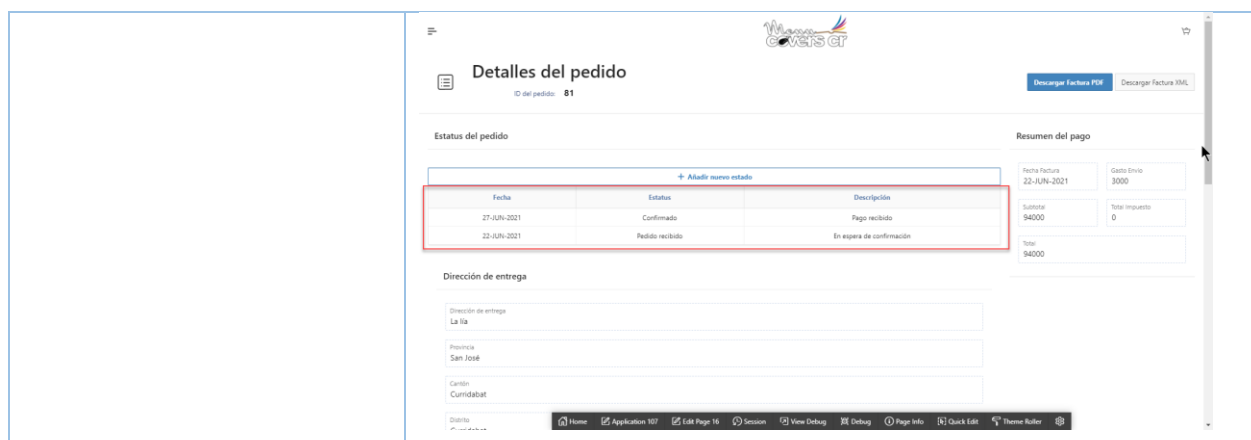 Menu
Covers cr
Detalles del pedido
ID del pedido: 81
Descargar Factura PDF Descargar Factura XML
Estatus del pedido
Resumen del pago
+ Añadir nuevo estado
Fecha Estatus Descripción
27-JUN-2021 Confirmado Pago recibido
22-JUN-2021 Pedido recibido En espera de confirmación
Fecha Factura Gasto Envio
22-JUN-2021 3000
Subtotal Total Impuesto
94000 0
Total
94000
Dirección de entrega
Dirección de entrega
La lía
Provincia
San José
Cantón
Curridabat
Distrito
Home Application 107 Edit Page 16 Session View Debug Debug Page Info Quick Edit Theme Roller